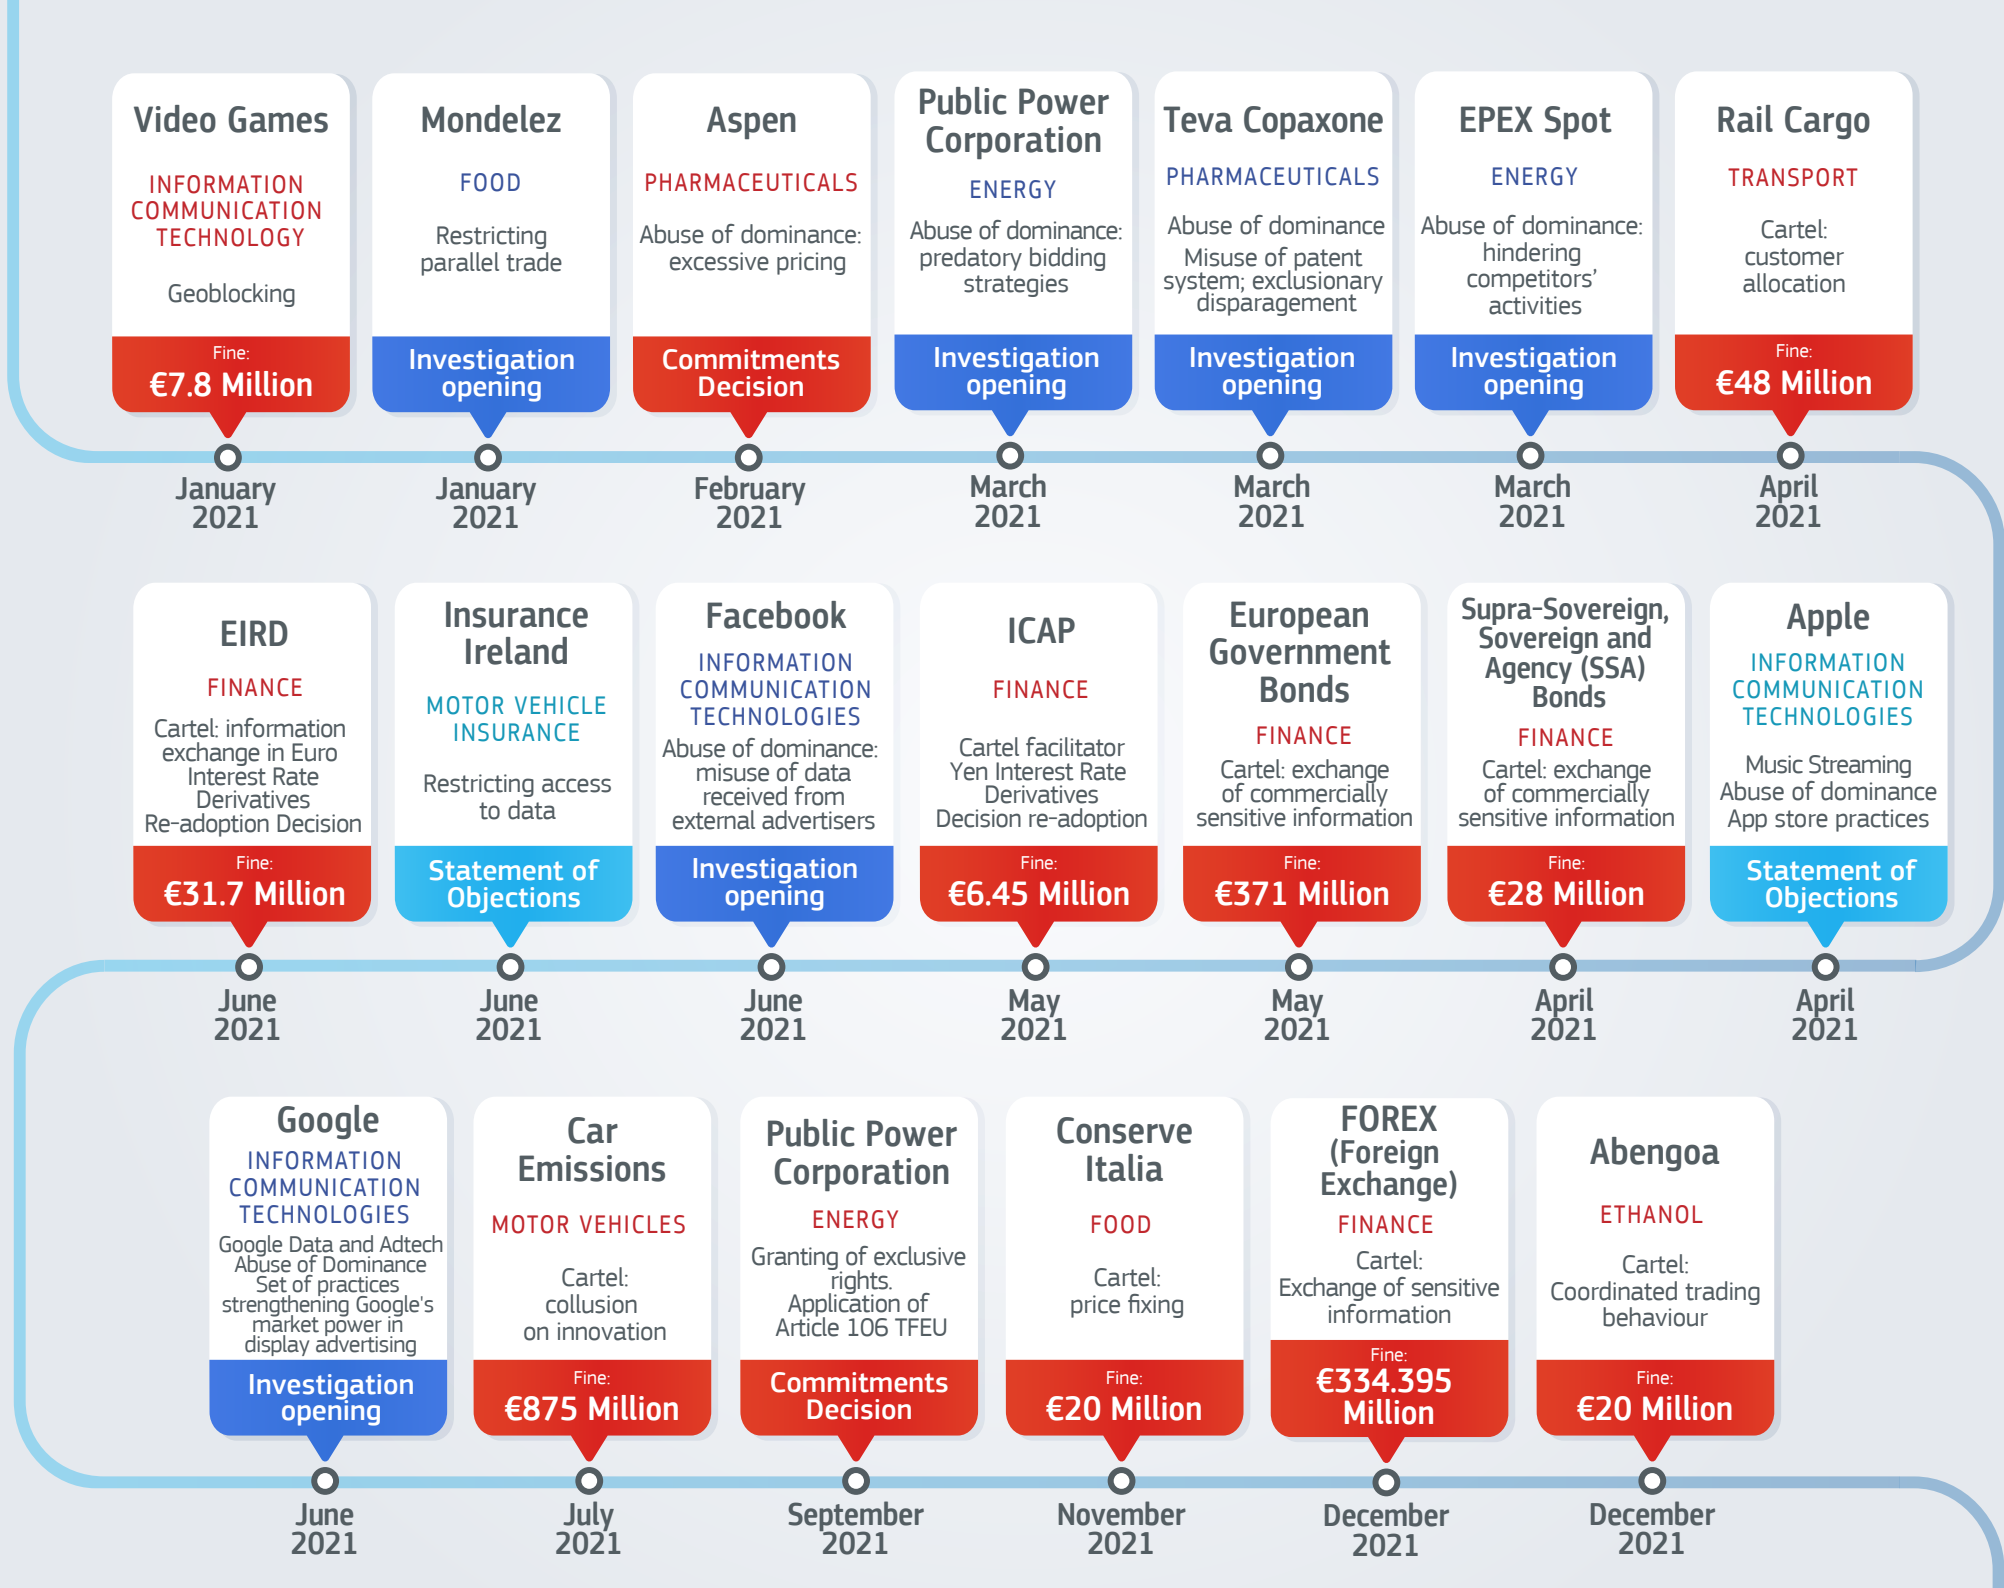 Video Games
INFORMATION
COMMUNICATION
TECHNOLOGY
Geoblocking
Fine:
€7.8 Million
January
2021
Mondelez
FOOD
Restricting
parallel trade
Investigation
opening
January
2021
Aspen
PHARMACEUTICALS
Abuse of dominance:
excessive pricing
Commitments
Decision
February
2021
Public Power
Corporation
ENERGY
Abuse of dominance:
predatory bidding
strategies
Investigation
opening
March
2021
Teva Copaxone
PHARMACEUTICALS
Abuse of dominance
Misuse of patent
system; exclusionary
disparagement
Investigation
opening
March
2021
EPEX Spot
ENERGY
Abuse of dominance:
hindering
competitors’
activities
Investigation
opening
March
2021
Rail Cargo
TRANSPORT
Cartel:
customer
allocation
Fine:
€48 Million
April
2021
EIRD
FINANCE
Cartel: information
exchange in Euro
Interest Rate
Derivatives
Re-adoption Decision
Fine:
€31.7 Million
June
2021
Insurance
Ireland
MOTOR VEHICLE
INSURANCE
Restricting access
to data
Statement of
Objections
June
2021
Facebook
INFORMATION
COMMUNICATION
TECHNOLOGIES
Abuse of dominance:
misuse of data
received from
external advertisers
Investigation
opening
June
2021
ICAP
FINANCE
Cartel facilitator
Yen Interest Rate
Derivatives
Decision re-adoption
Fine:
€6.45 Million
May
2021
European
Government
Bonds
FINANCE
Cartel: exchange
of commercially
sensitive information
Fine:
€371 Million
May
2021
Supra-Sovereign,
Sovereign and
Agency (SSA)
Bonds
FINANCE
Cartel: exchange
of commercially
sensitive information
Fine:
€28 Million
April
2021
Apple
INFORMATION
COMMUNICATION
TECHNOLOGIES
Music Streaming
Abuse of dominance
App store practices
Statement of
Objections
April
2021
Google
INFORMATION
COMMUNICATION
TECHNOLOGIES
Google Data and Adtech
Abuse of Dominance
Set of practices
strengthening Google's
market power in
display advertising
Investigation
opening
June
2021
Car
Emissions
MOTOR VEHICLES
Cartel:
collusion
on innovation
Fine:
€875 Million
July
2021
Public Power
Corporation
ENERGY
Granting of exclusive
rights.
Application of
Article 106 TFEU
Commitments
Decision
September
2021
Conserve
Italia
FOOD
Cartel:
price fixing
Fine:
€20 Million
November
2021
FOREX
(Foreign
Exchange)
FINANCE
Cartel:
Exchange of sensitive
information
Fine:
€334.395
Million
December
2021
Abengoa
ETHANOL
Cartel:
Coordinated trading
behaviour
Fine:
€20 Million
December
2021